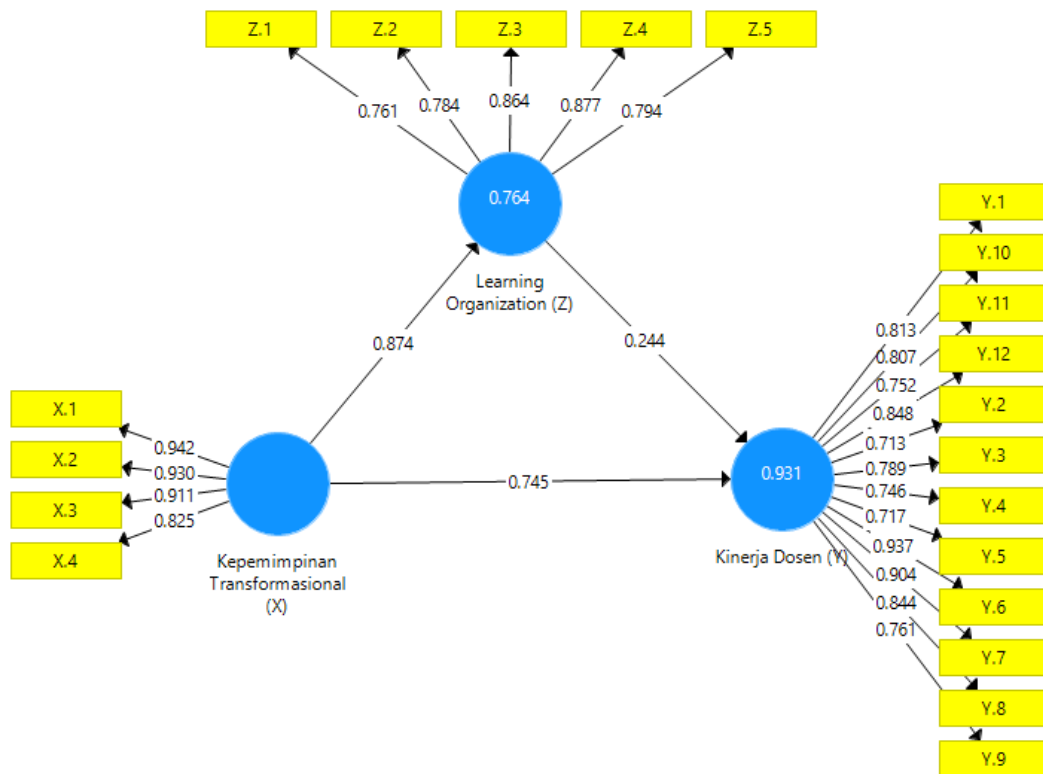 Z.1
Z.2
Z.3
Z.4
Z.5
0.761
0.784
0.864
0.877
0.794
0.764
Learning
Organization (Z)
0.874
0.244
X.1
X.2
X.3
X.4
0.942
0.930
0.911
0.825
Kepemimpinan
Transformasional
(X)
0.745
0.931
Kinerja Dosen (Y)
0.813
0.807
0.752
0.848
0.713
0.789
0.746
0.717
0.937
0.904
0.844
0.761
Y.1
Y.10
Y.11
Y.12
Y.2
Y.3
Y.4
Y.5
Y.6
Y.7
Y.8
Y.9